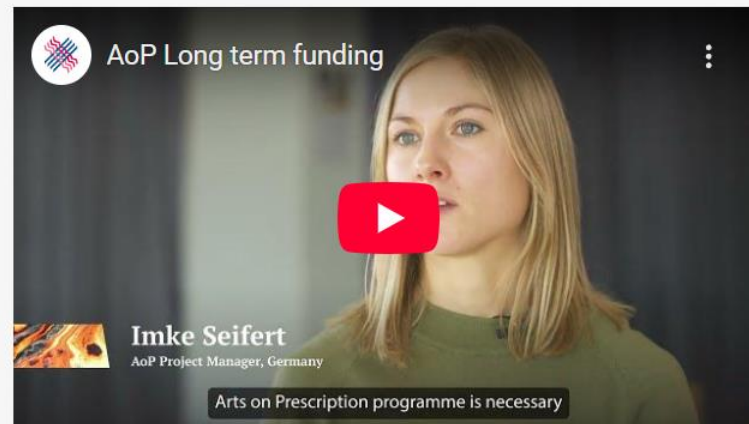 AoP Long term funding
Imke Seifert
AoP Project Manager, Germany
Arts on Prescription programme is necessary